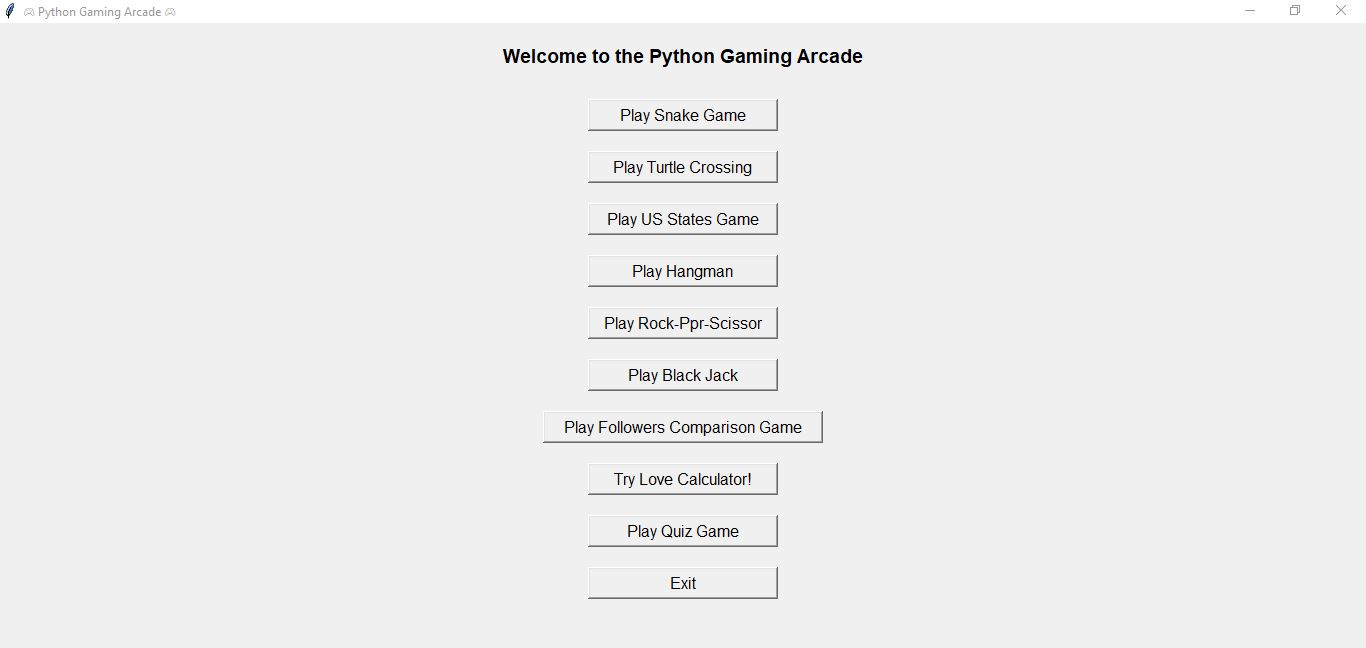 🎮 Python Gaming Arcade 🎮
Welcome to the Python Gaming Arcade
Play Snake Game
Play Turtle Crossing
Play US States Game
Play Hangman
Play Rock-Ppr-Scissor
Play Black Jack
Play Followers Comparison Game
Try Love Calculator!
Play Quiz Game
Exit